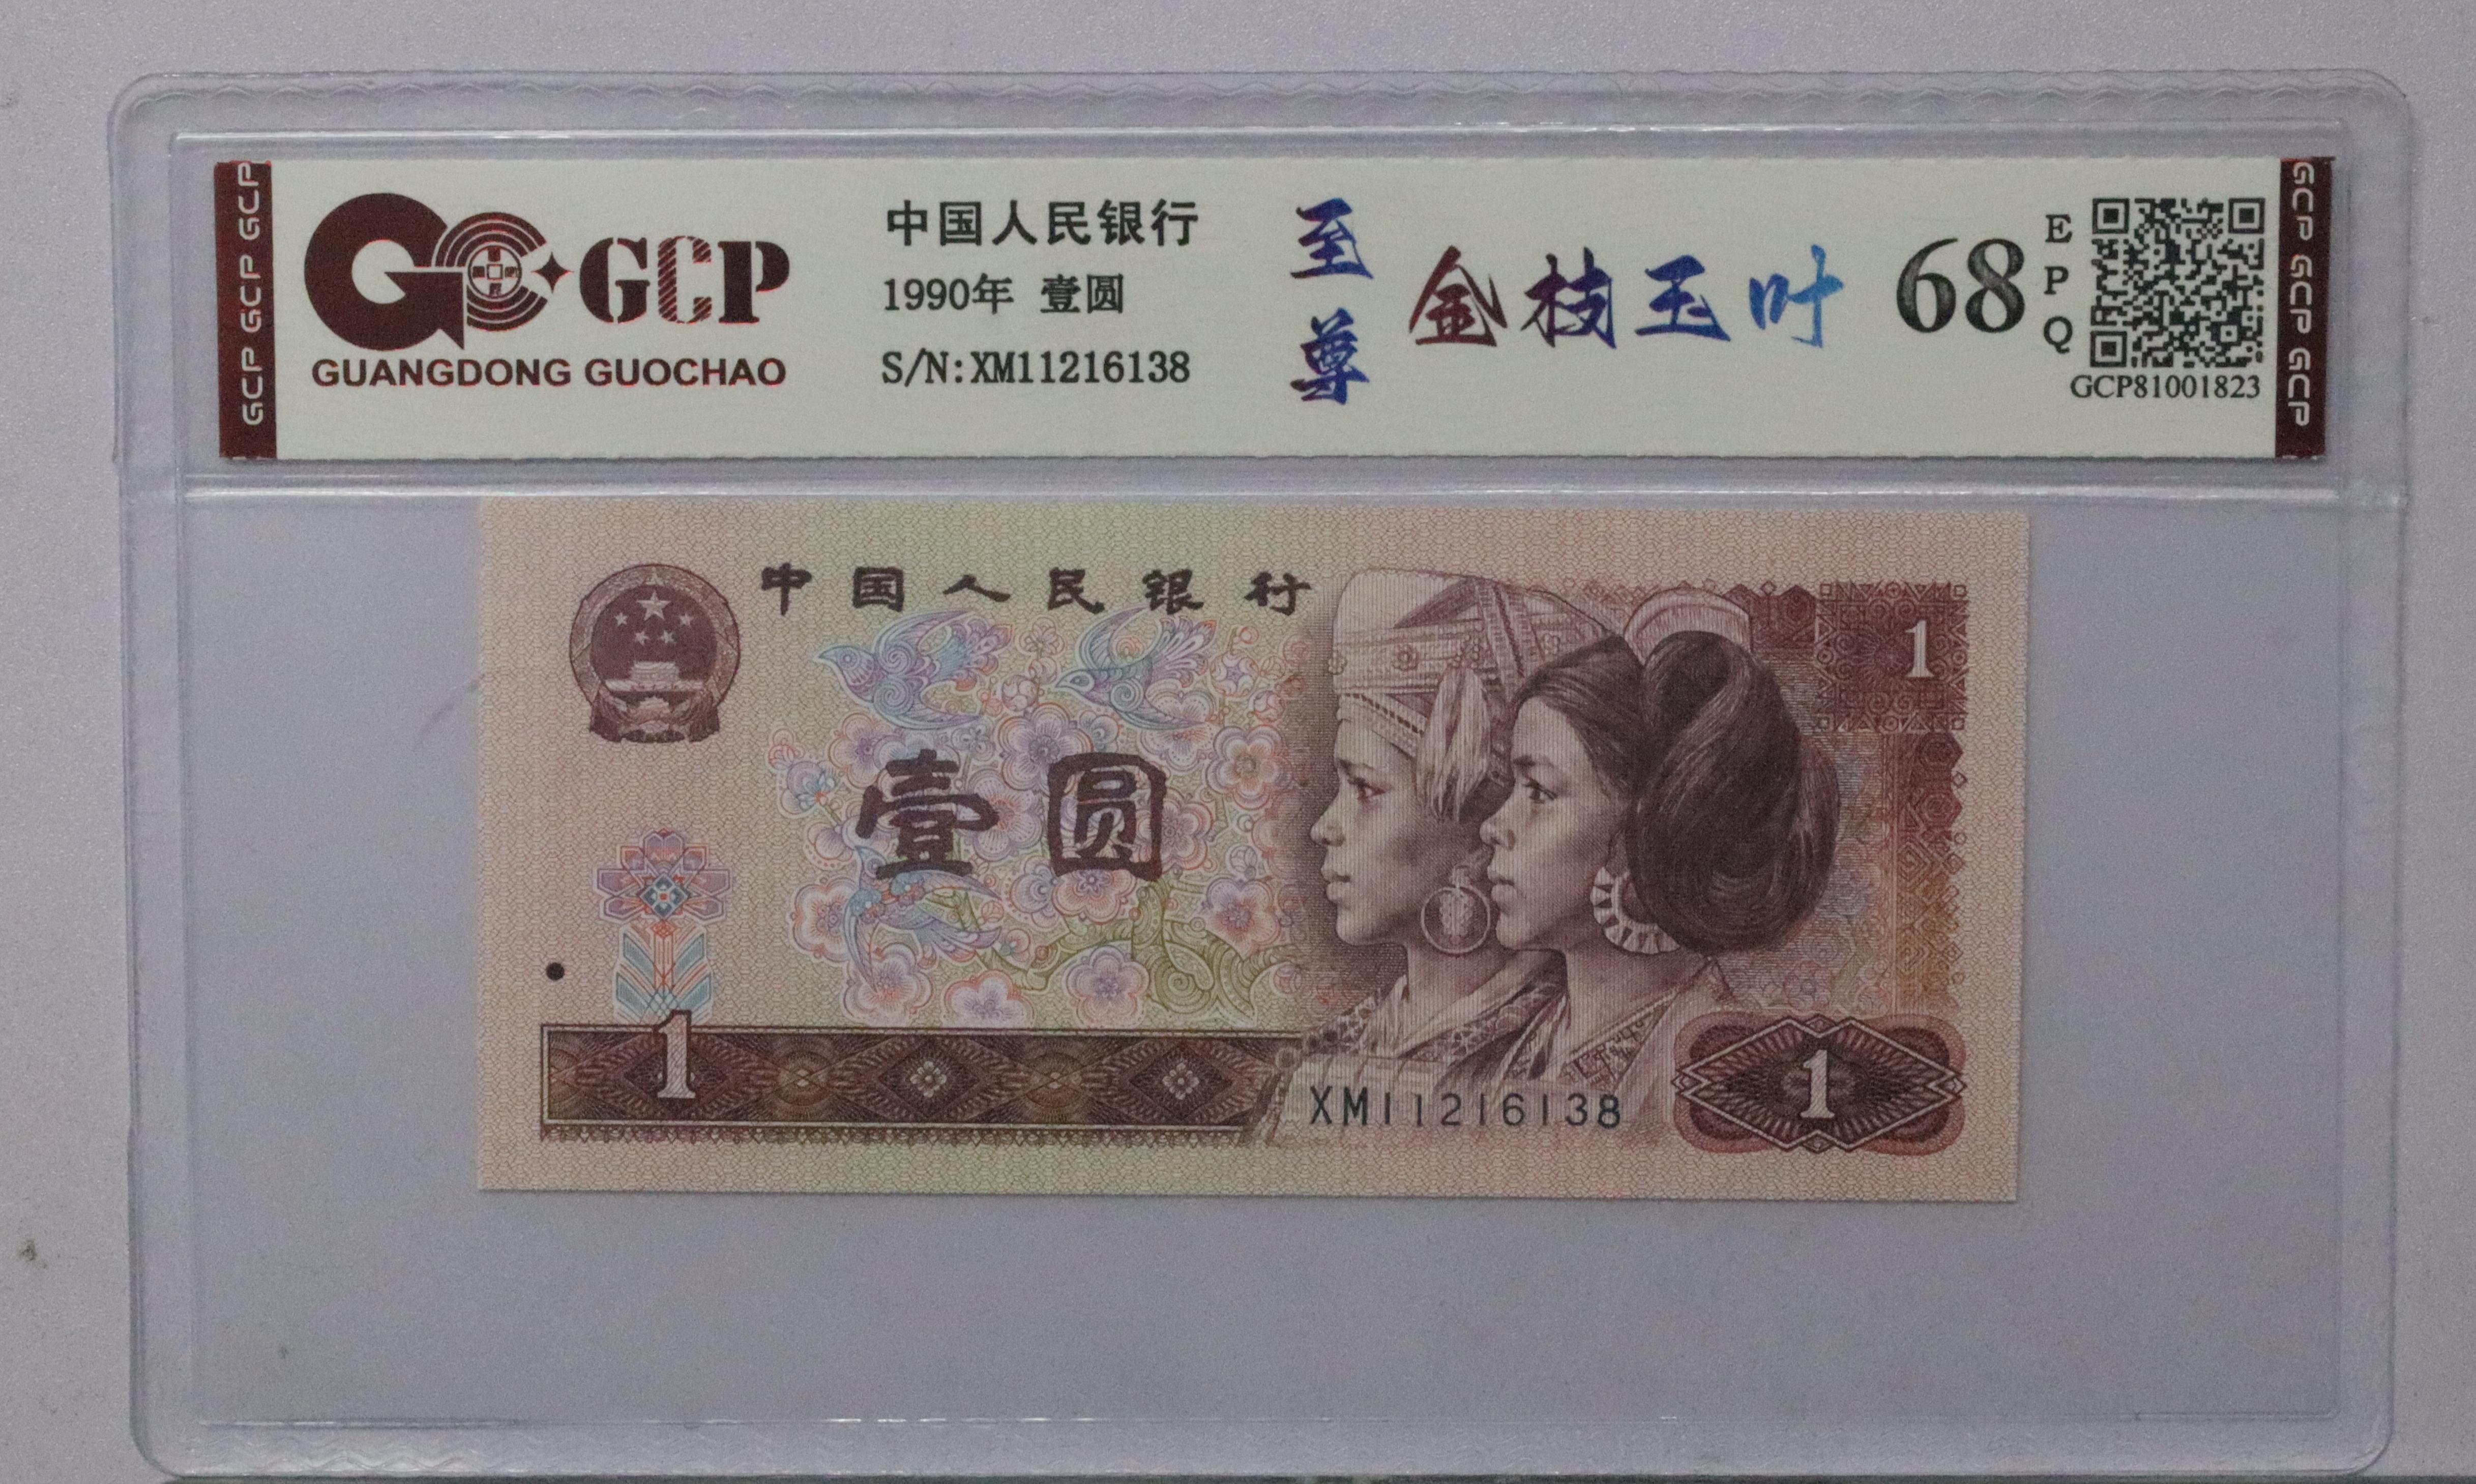 GCP GCP GCP
GCP
GUANGDONG GUOCHAO
中国人民银行
1990年 壹圆
S/N:XM11216138
至尊
金枝玉叶
68
EPQ
GCP81001823
GCP GCP GCP
中国人民银行
1
壹圆
1
XM11216138
1